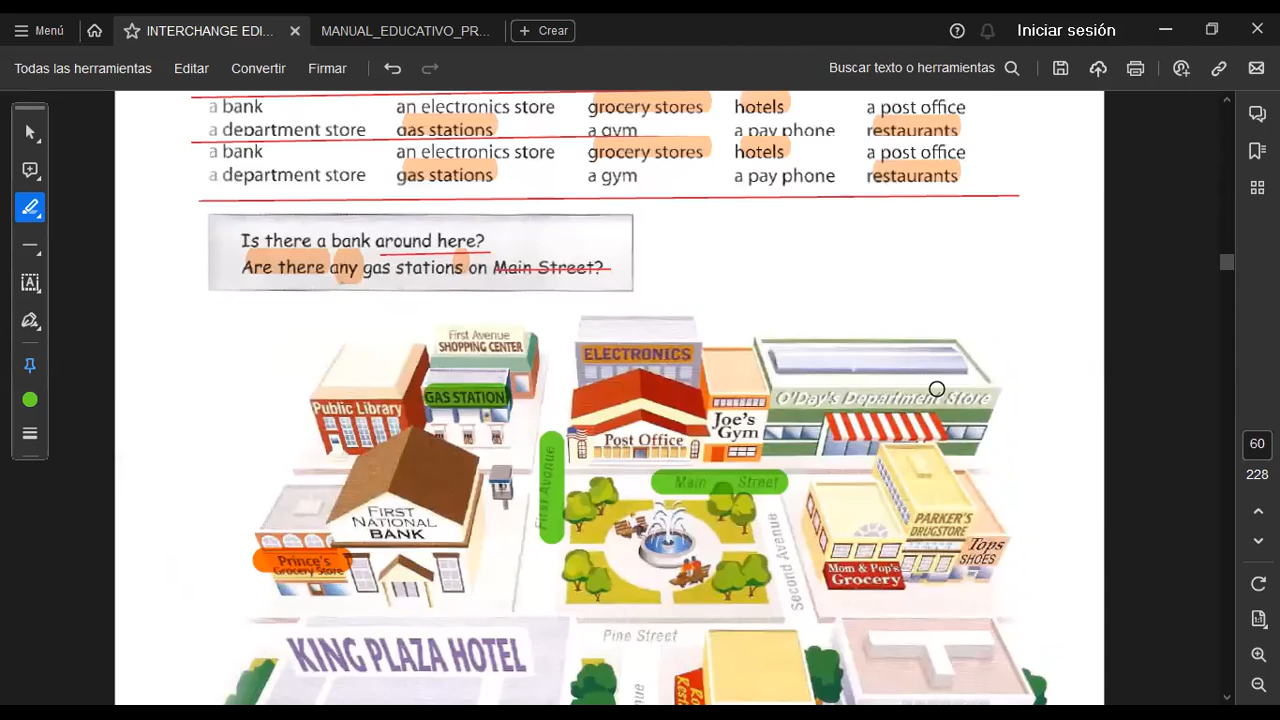 Menú
INTERCHANGE EDI...
MANUAL_EDUCATIVO_PR...
Crear
Iniciar sesión
Todas las herramientas
Editar
Convertir
Firmar
Buscar texto o herramientas
a bank an electronics store grocery stores hotels a post office
a department store gas stations a gym a pay phone restaurants
a bank an electronics store grocery stores hotels a post office
a department store gas stations a gym a pay phone restaurants
Is there a bank around here?
Are there any gas stations on Main Street?
First Avenue
SHOPPING CENTER
ELECTRONICS
GAS STATION
O'Day's Department Store
Public Library
Joe's
Gym
Post Office
First Avenue
Main Street
FIRST
NATIONAL
BANK
PARKER'S
DRUGSTORE
Tops
SHOES
Second Avenue
Prince's
Grocery Store
Mom & Pop's
Grocery
Pine Street
KING PLAZA HOTEL
60
228